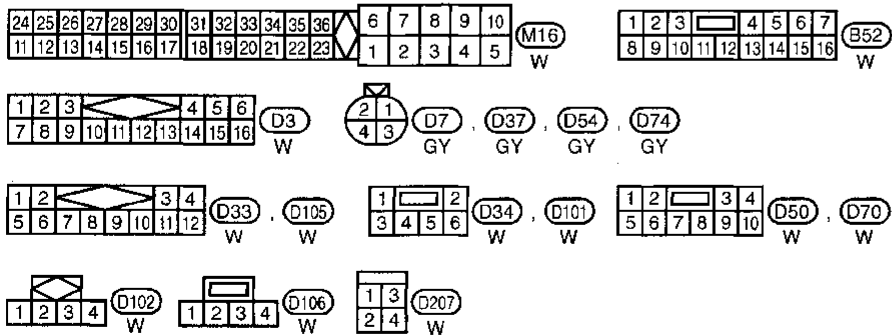 24 25 26 27 28 29 30 31 32 33 34 35 36 6 7 8 9 10
11 12 13 14 15 16 17 18 19 20 21 22 23 1 2 3 4 5
M16
W
1 2 3 4 5 6 7
8 9 10 11 12 13 14 15 16
B52
W
1 2 3 4 5 6
7 8 9 10 11 12 13 14 15 16
D3
W
2 1
4 3
D7 , D37 , D54 , D74
GY GY GY GY
1 2 3 4
5 6 7 8 9 10 11 12
D33 , D105
W W
1 2
3 4 5 6
D34 , D101
W W
1 2 3 4
5 6 7 8 9 10
D50 , D70
W W
1 2 3 4
D102
W
1 2 3 4
D106
W
1 3
2 4
D207
W